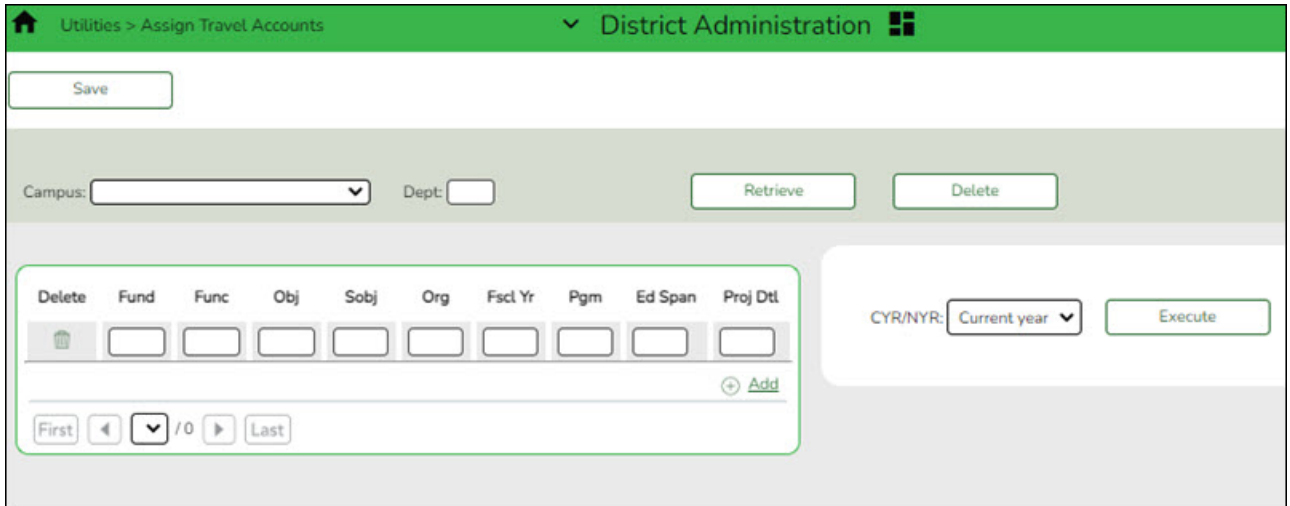 Utilities > Assign Travel Accounts
District Administration
Save
Campus:
Dept:
Retrieve
Delete
Delete Fund Func Obj Sobj Org Fscl Yr Pgm Ed Span Proj Dtl
CYR/NYR: Current year
Execute
Add
First / 0 Last